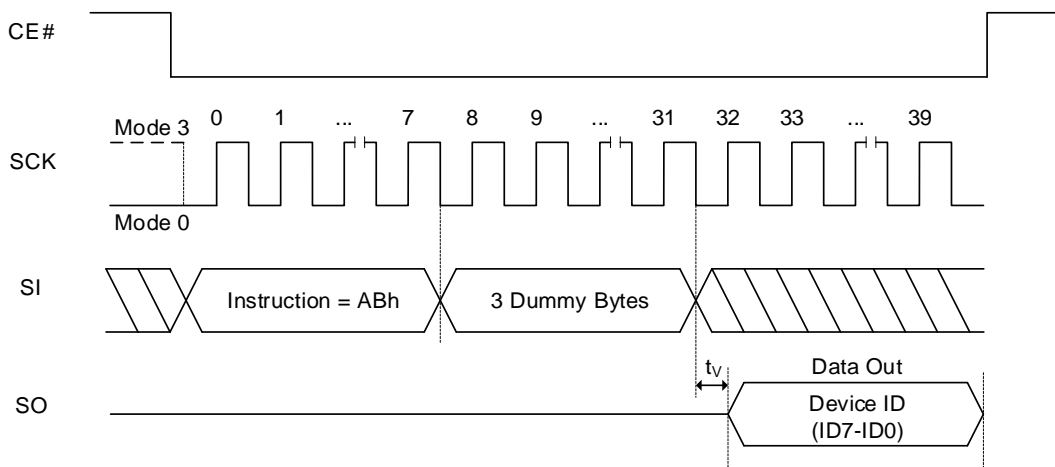 CE#
0 1 ... 7 8 9 ... 31 32 33 ... 39
Mode 3
SCK
Mode 0
SI
Instruction = ABh
3 Dummy Bytes
tV
Data Out
SO
Device ID
(ID7-ID0)